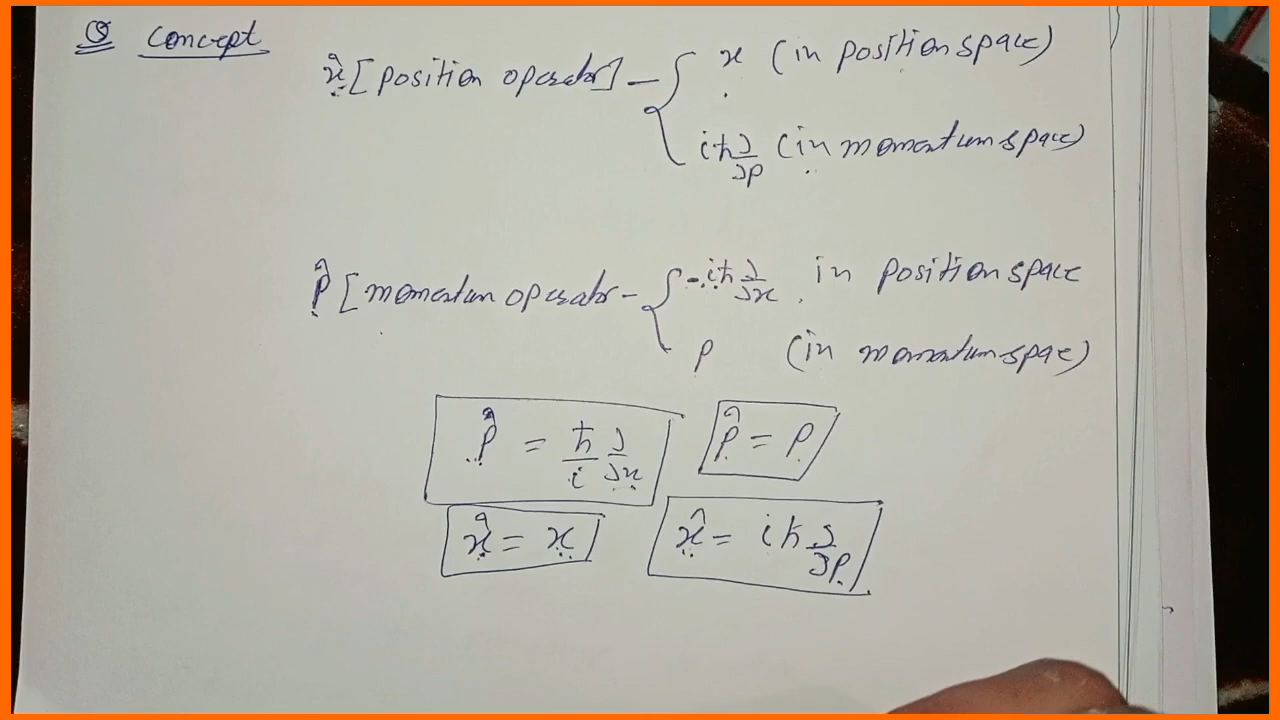 Q Concept
x̂ [position operator] - { x (in position space)
iħ ∂/∂p (in momentum space)
p̂ [momentum operator - { -iħ ∂/∂x in position space
p (in momentum space)
p̂ = ħ/i ∂/∂x p̂ = p
x̂ = x x̂ = iħ ∂/∂p